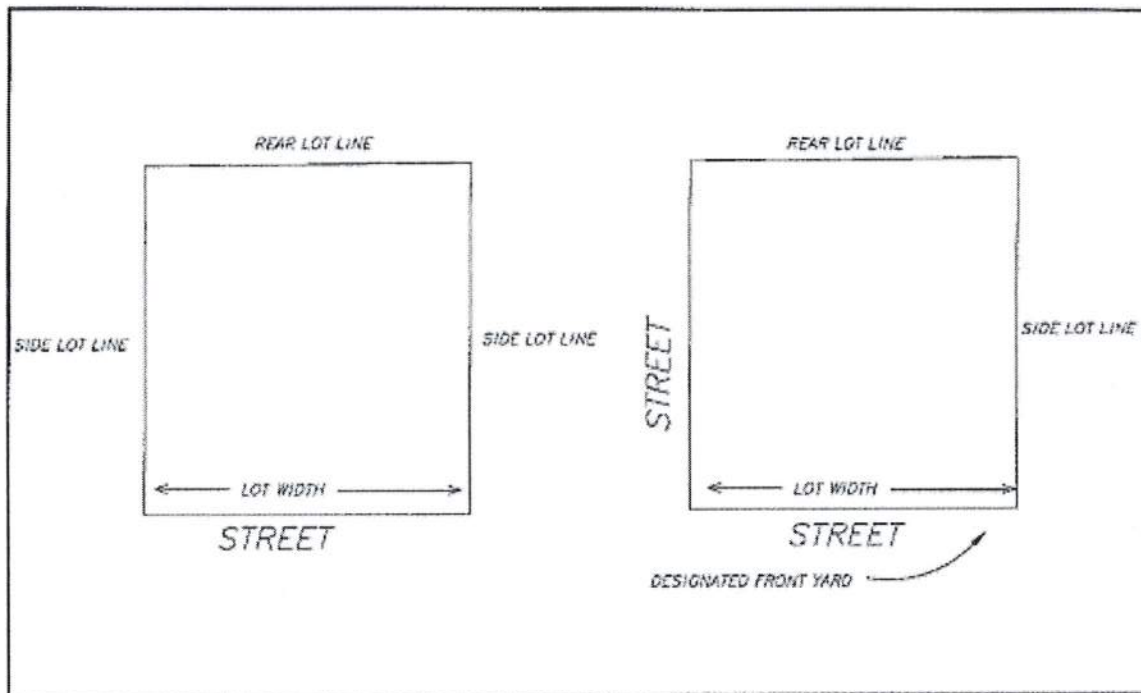 REAR LOT LINE
SIDE LOT LINE
SIDE LOT LINE
LOT WIDTH
STREET
REAR LOT LINE
STREET
SIDE LOT LINE
LOT WIDTH
STREET
DESIGNATED FRONT YARD